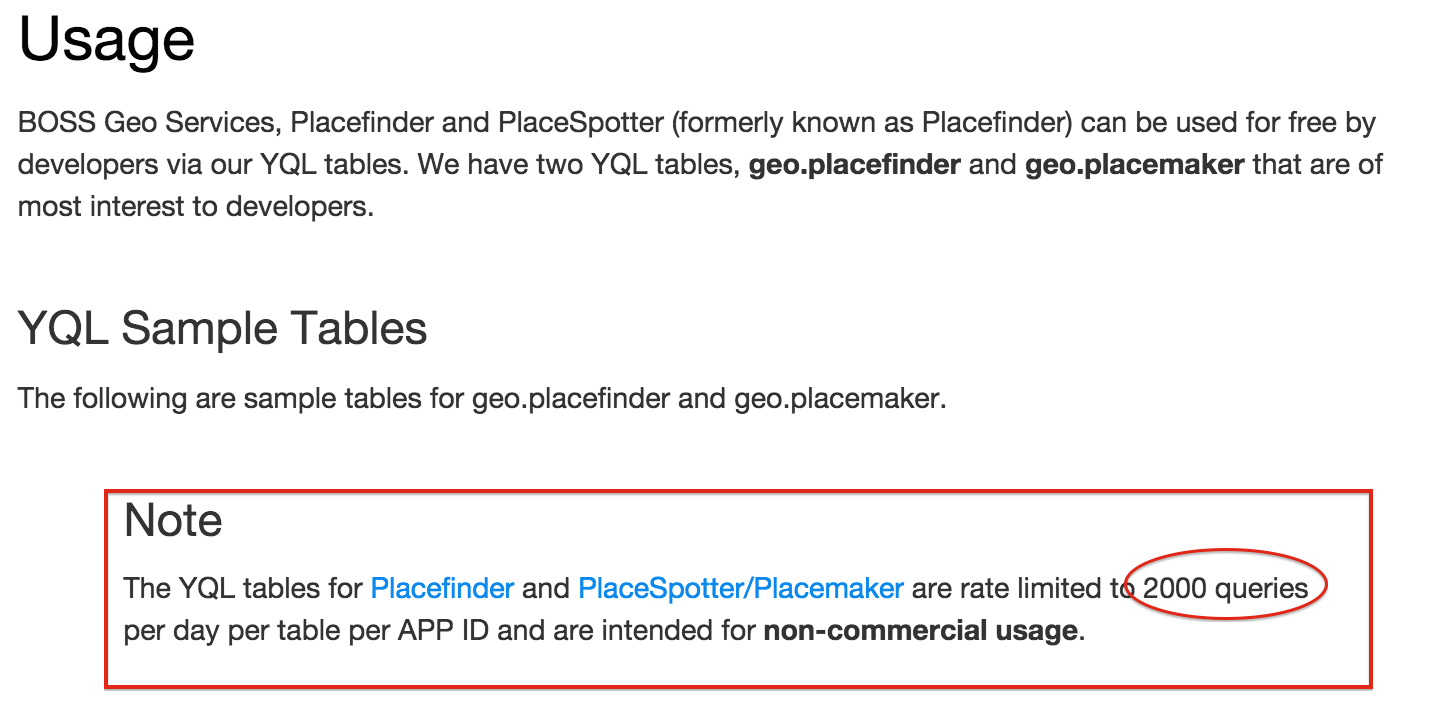 Usage
BOSS Geo Services, Placefinder and PlaceSpotter (formerly known as Placefinder) can be used for free by
developers via our YQL tables. We have two YQL tables, geo.placefinder and geo.placemaker that are of
most interest to developers.
YQL Sample Tables
The following are sample tables for geo.placefinder and geo.placemaker.
Note
The YQL tables for Placefinder and PlaceSpotter/Placemaker are rate limited to 2000 queries
per day per table per APP ID and are intended for non-commercial usage.